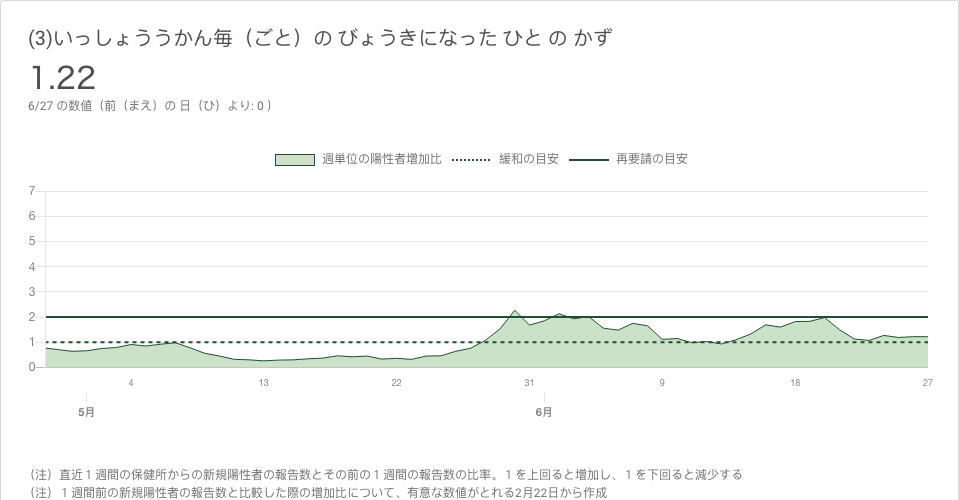 (3)いっしょううかん毎（ごと）の びょうきになった ひと の かず
1.22
6/27 の数値（前（まえ）の 日（ひ）より: 0 ）
週単位の陽性者増加比 緩和の目安 再要請の目安
7
6
5
4
3
2
1
0
4 13 22 31 9 18 27
5月 6月
（注）直近１週間の保健所からの新規陽性者の報告数とその前の１週間の報告数の比率。１を上回ると増加し、１を下回ると減少する
（注）１週間前の新規陽性者の報告数と比較した際の増加比について、有意な数値がとれる2月22日から作成